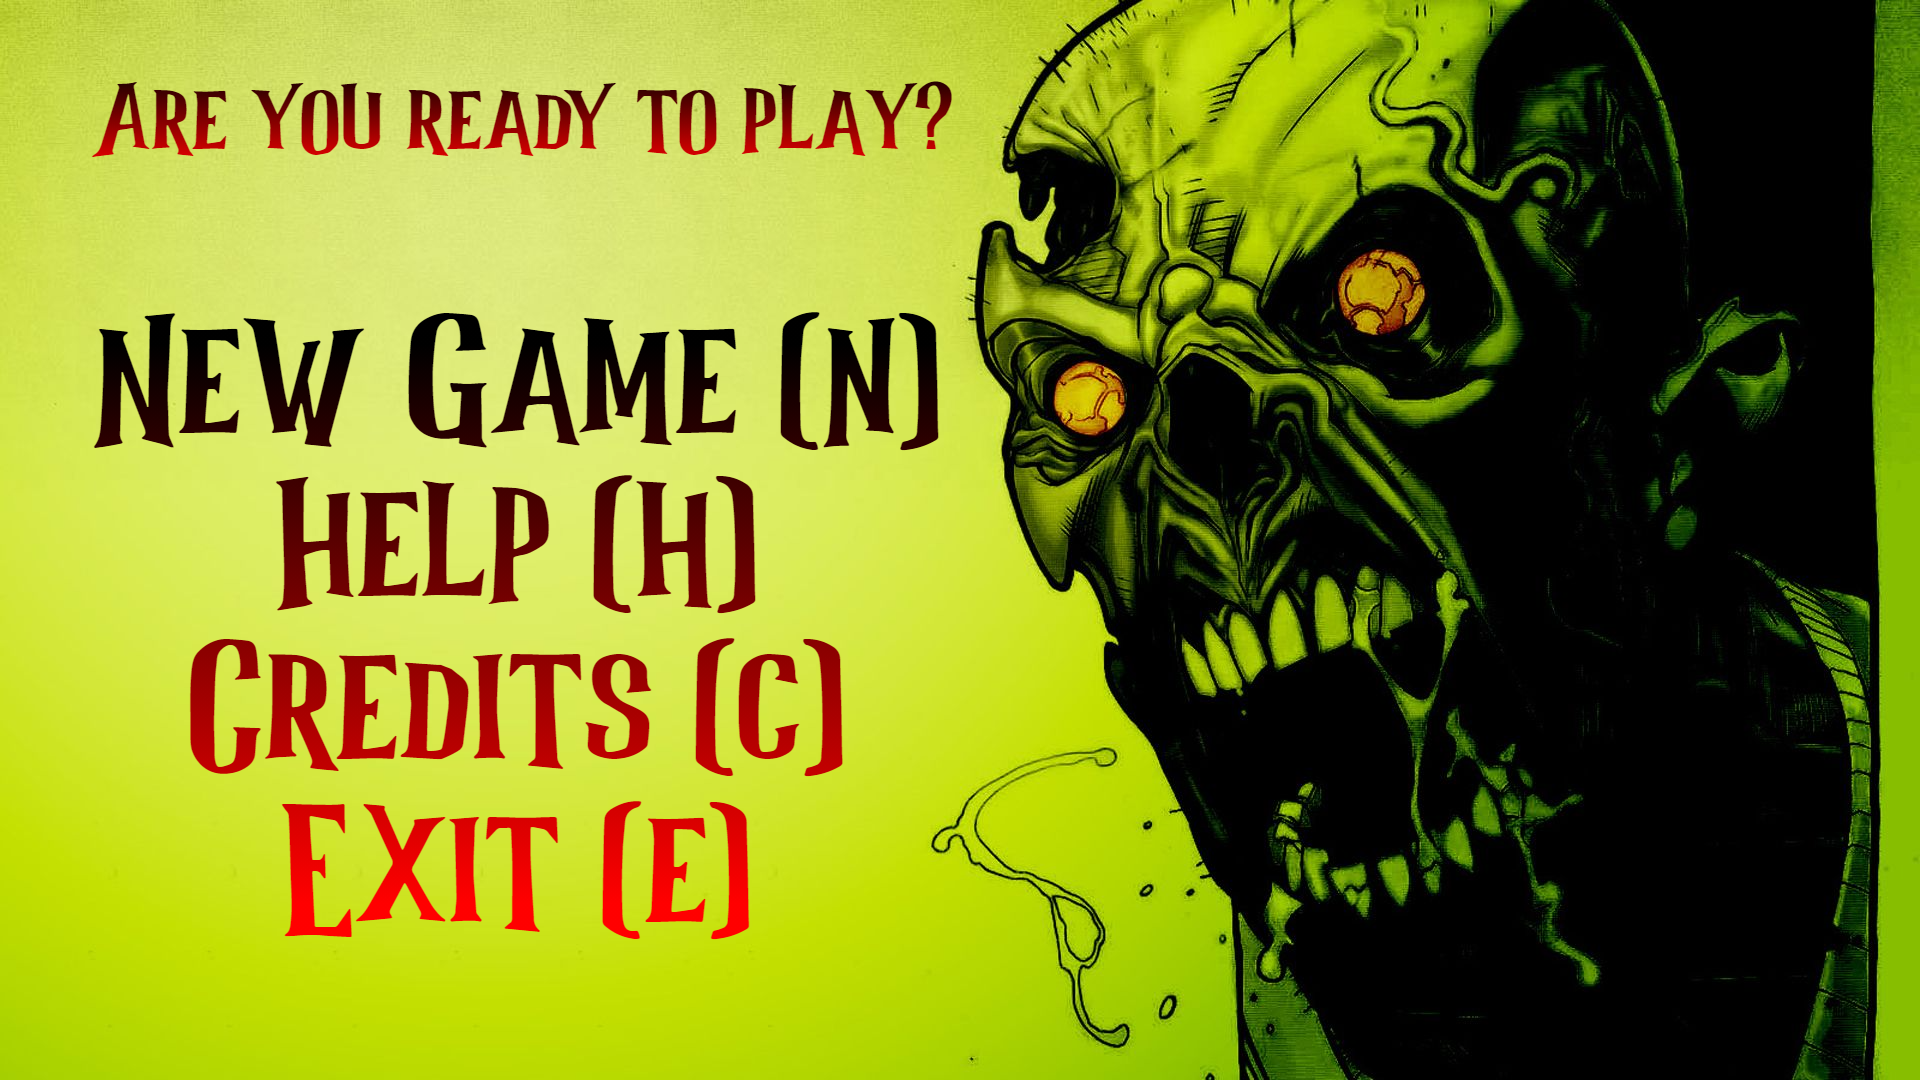 Are you ready to play?
New Game (N)
Help (H)
Credits (C)
Exit (E)